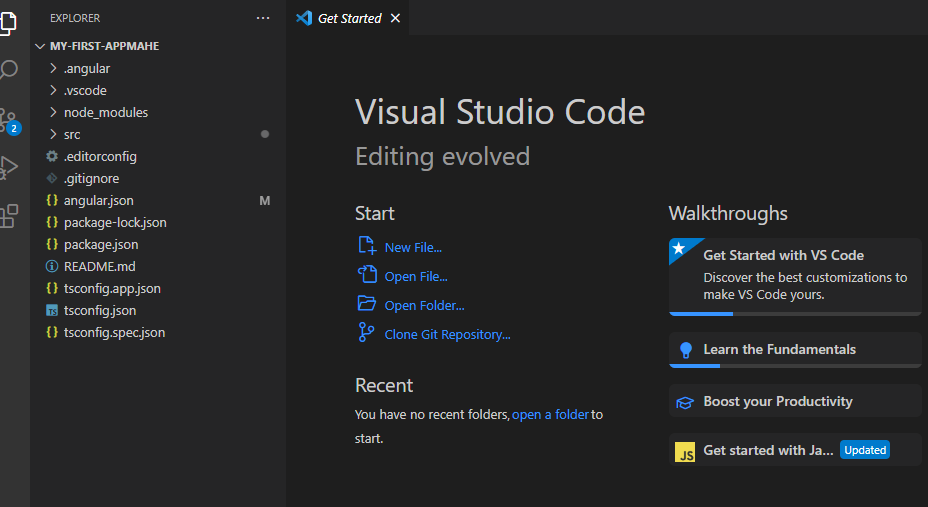 EXPLORER
···
Get Started
MY-FIRST-APPMAHE
.angular
.vscode
node_modules
src
.editorconfig
.gitignore
angular.json
M
package-lock.json
package.json
README.md
tsconfig.app.json
TS
tsconfig.json
tsconfig.spec.json
2
Visual Studio Code
Editing evolved
Start
New File...
Open File...
Open Folder...
Clone Git Repository...
Recent
You have no recent folders, open a folder to
start.
Walkthroughs
Get Started with VS Code
Discover the best customizations to
make VS Code yours.
Learn the Fundamentals
Boost your Productivity
JS
Get started with Ja...
Updated